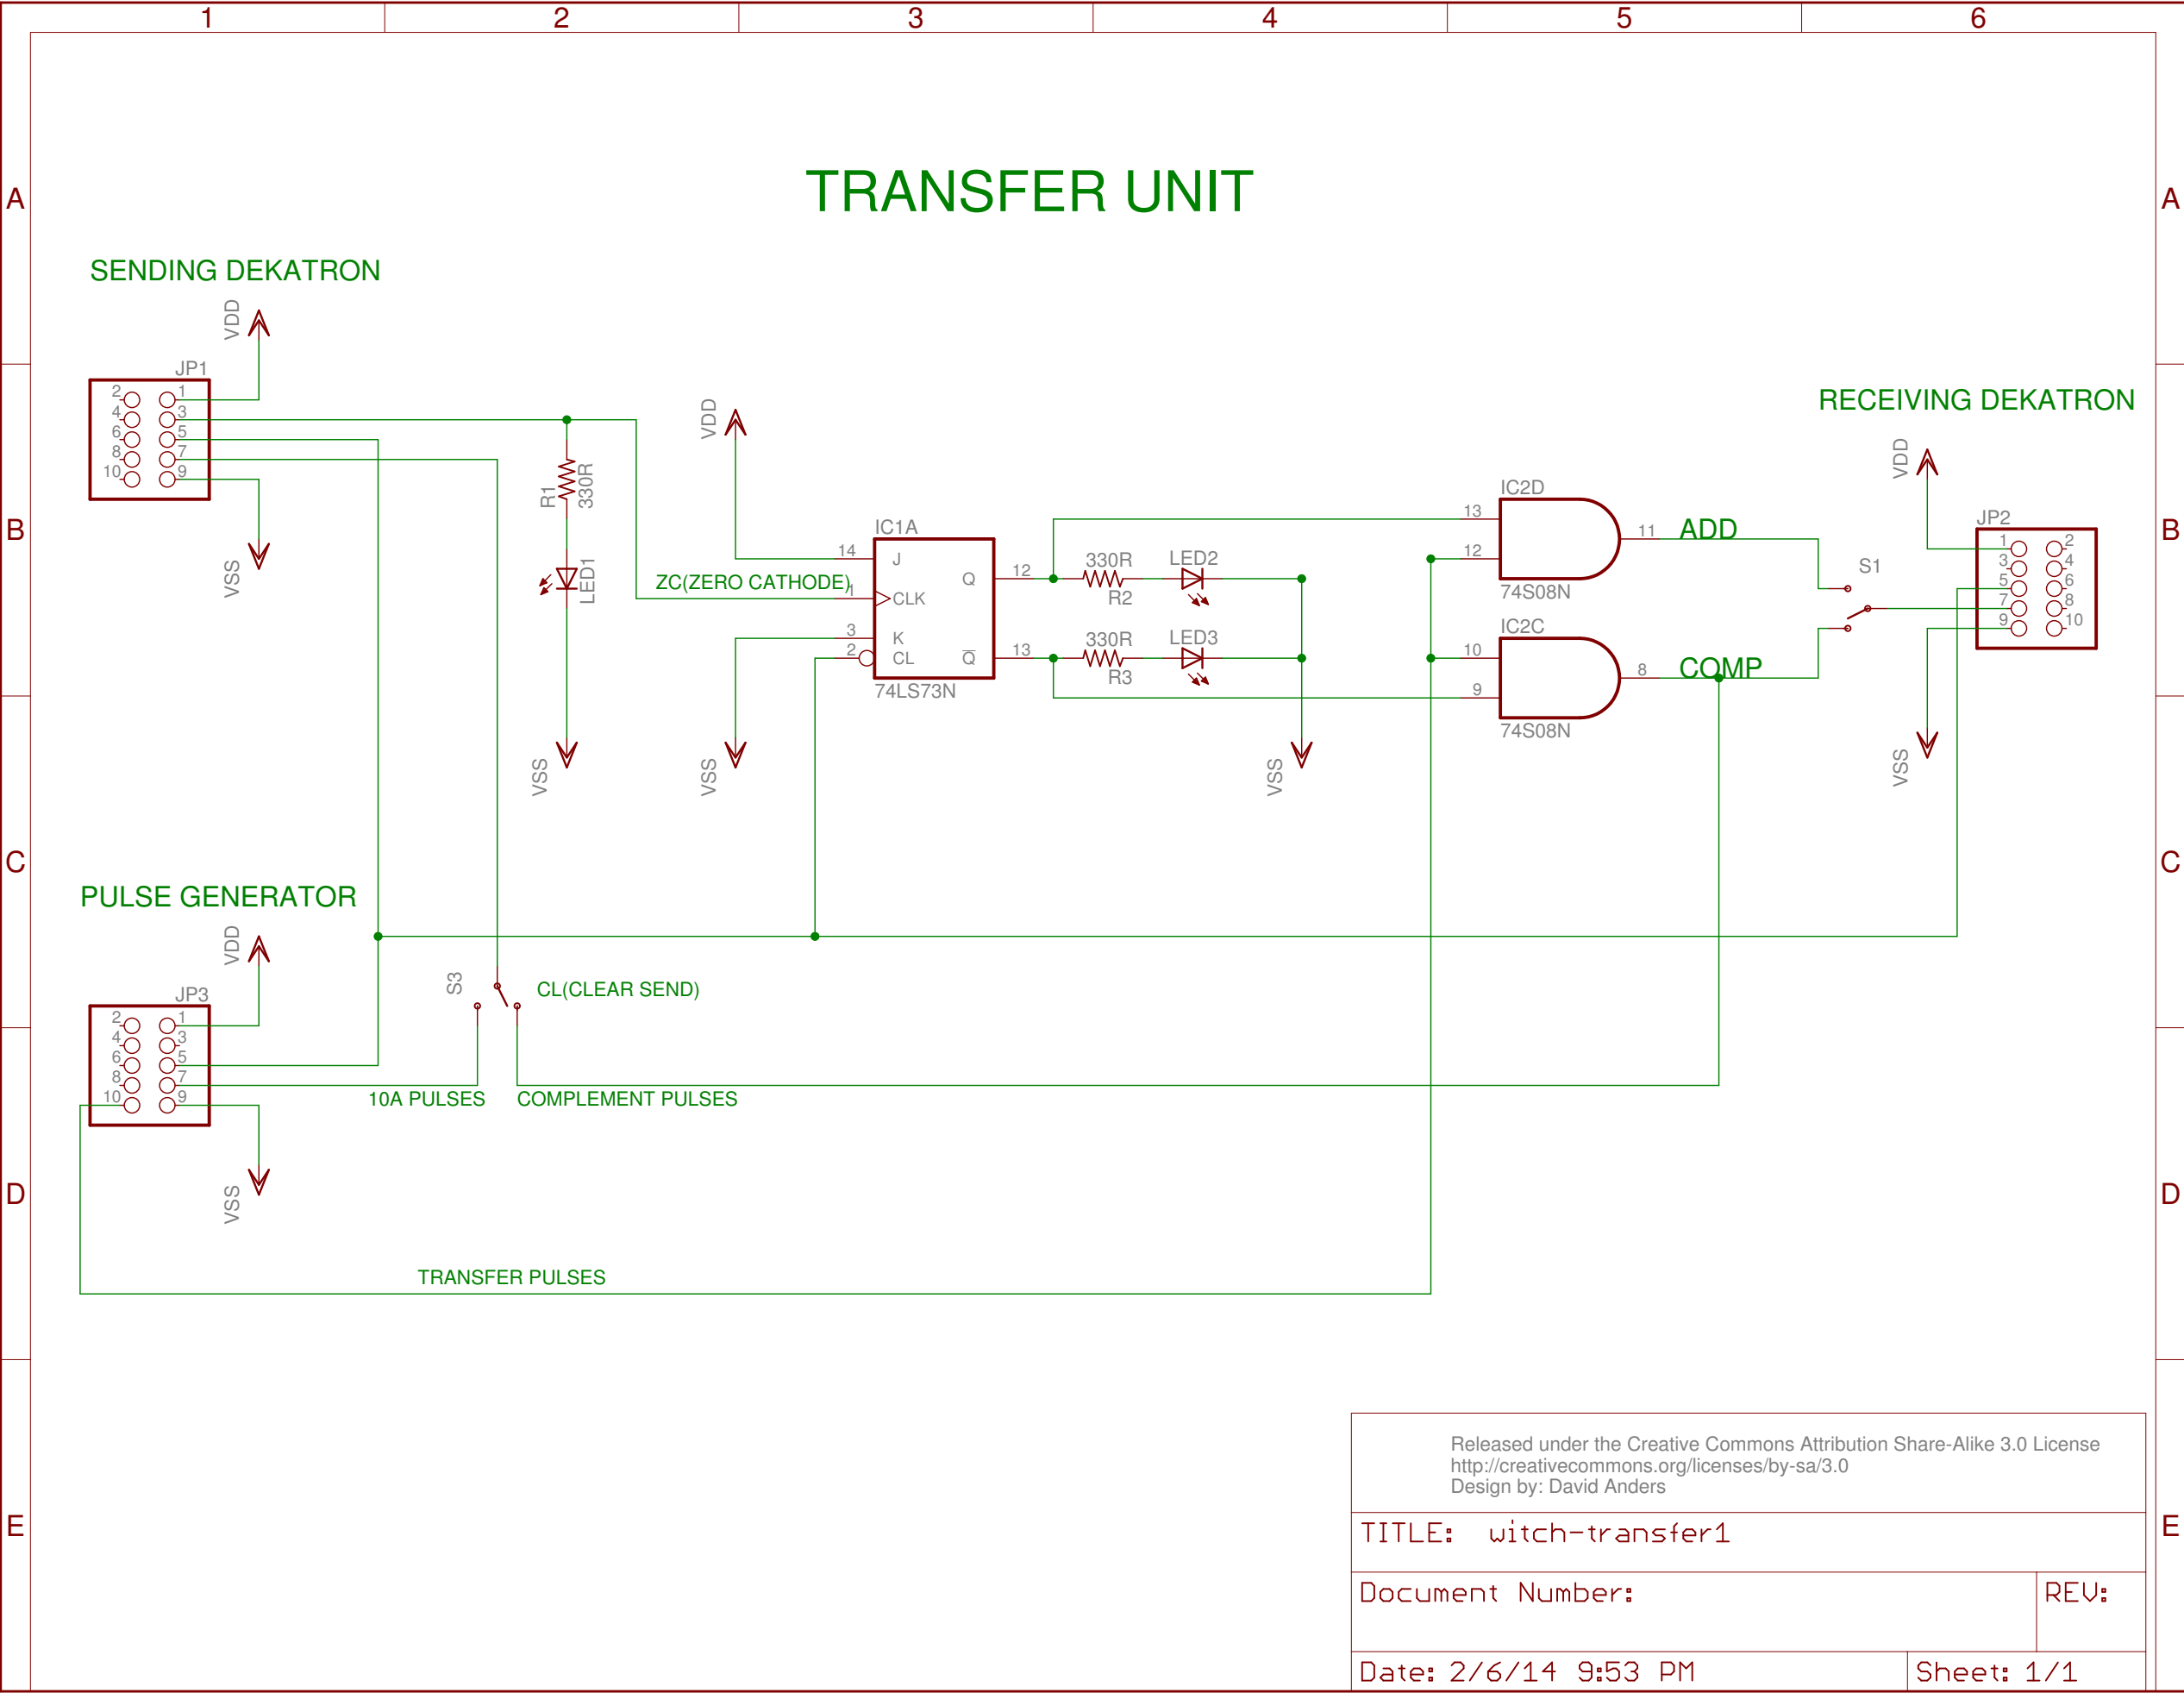 1 2 3 4 5 6
TRANSFER UNIT
A A
SENDING DEKATRON
VDD
JP1
2 1
4 3
6 5
8 7
10 9
VSS
R1
330R
LED1
VSS
VDD
ZC(ZERO CATHODE)
IC1A
14 J
1 CLK
3 K
2 CL
Q 12
Q̅ 13
74LS73N
VSS
330R
R2
LED2
330R
R3
LED3
VSS
IC2D
13
12
11
74S08N
ADD
IC2C
10
9
8
74S08N
COMP
S1
RECEIVING DEKATRON
VDD
JP2
1 2
3 4
5 6
7 8
9 10
VSS
B B
C C
PULSE GENERATOR
VDD
JP3
2 1
4 3
6 5
8 7
10 9
VSS
S3
CL(CLEAR SEND)
10A PULSES
COMPLEMENT PULSES
D D
TRANSFER PULSES
E E
Released under the Creative Commons Attribution Share-Alike 3.0 License
http://creativecommons.org/licenses/by-sa/3.0
Design by: David Anders
TITLE: witch-transfer1
Document Number:
REV:
Date: 2/6/14 9:53 PM
Sheet: 1/1